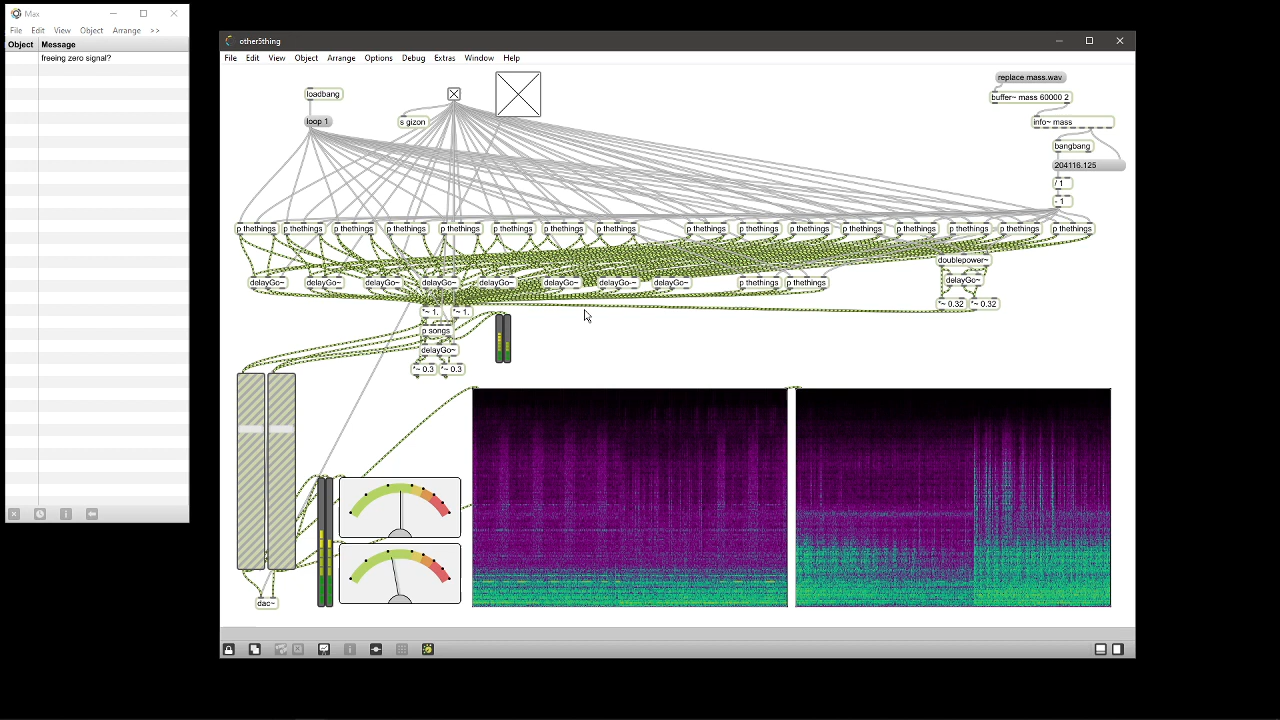 Max
File Edit View Object Arrange >>
Object Message
freeing zero signal?
other5thing
File Edit View Object Arrange Options Debug Extras Window Help
replace mass.wav
loadbang
buffer~ mass 60000 2
loop 1
s gizon
info~ mass
bangbang
204116.125
/ 1
- 1
p thethings p thethings p thethings p thethings p thethings p thethings p thethings p thethings p thethings p thethings p thethings p thethings p thethings p thethings p thethings p thethings
doublepower~
delayGo~ delayGo~ delayGo~ delayGo~ delayGo~ delayGo~ delayGo~ delayGo~ p thethings p thethings delayGo~
*~ 0.32 *~ 0.32
*~ 1. *~ 1.
p songs
delayGo~
*~ 0.3 *~ 0.3
dac~